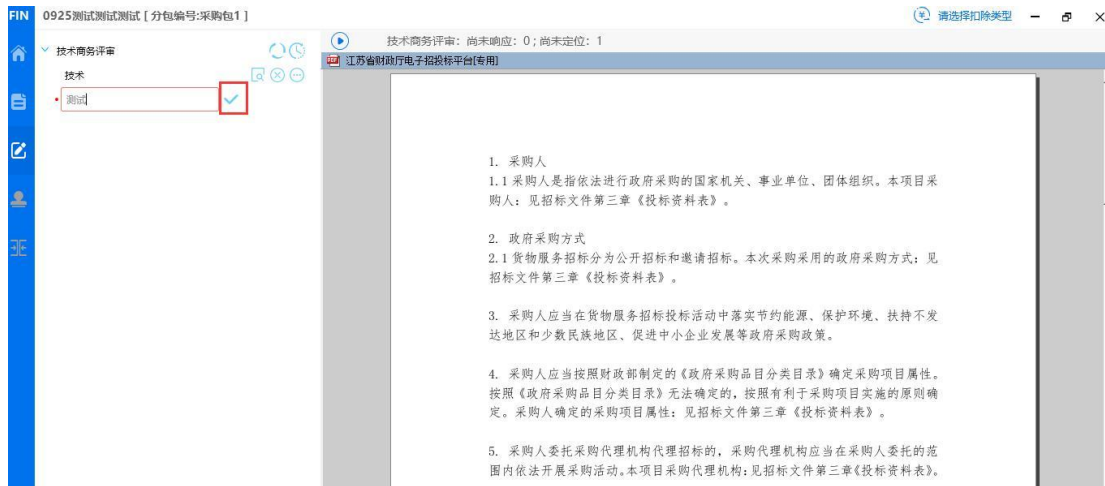 FIN 0925测试测试测试 [ 分包编号:采购包1 ] 请选择扣除类型
技术商务评审
技术
测试
技术商务评审：尚未响应：0 ; 尚未定位：1
江苏省财政厅电子招投标平台[专用]
1. 采购人
1.1 采购人是指依法进行政府采购的国家机关、事业单位、团体组织。本项目采
购人：见招标文件第三章《投标资料表》。
2. 政府采购方式
2.1 货物服务招标分为公开招标和邀请招标。本次采购采用的政府采购方式：见
招标文件第三章《投标资料表》。
3. 采购人应当在货物服务招标投标活动中落实节约能源、保护环境、扶持不发
达地区和少数民族地区、促进中小企业发展等政府采购政策。
4. 采购人应当按照财政部制定的《政府采购品目分类目录》确定采购项目属性。
按照《政府采购品目分类目录》无法确定的，按照有利于采购项目实施的原则确
定。采购人确定的采购项目属性：见招标文件第三章《投标资料表》。
5. 采购人委托采购代理机构代理招标的，采购代理机构应当在采购人委托的范
围内依法开展采购活动。本项目采购代理机构：见招标文件第三章《投标资料表》。